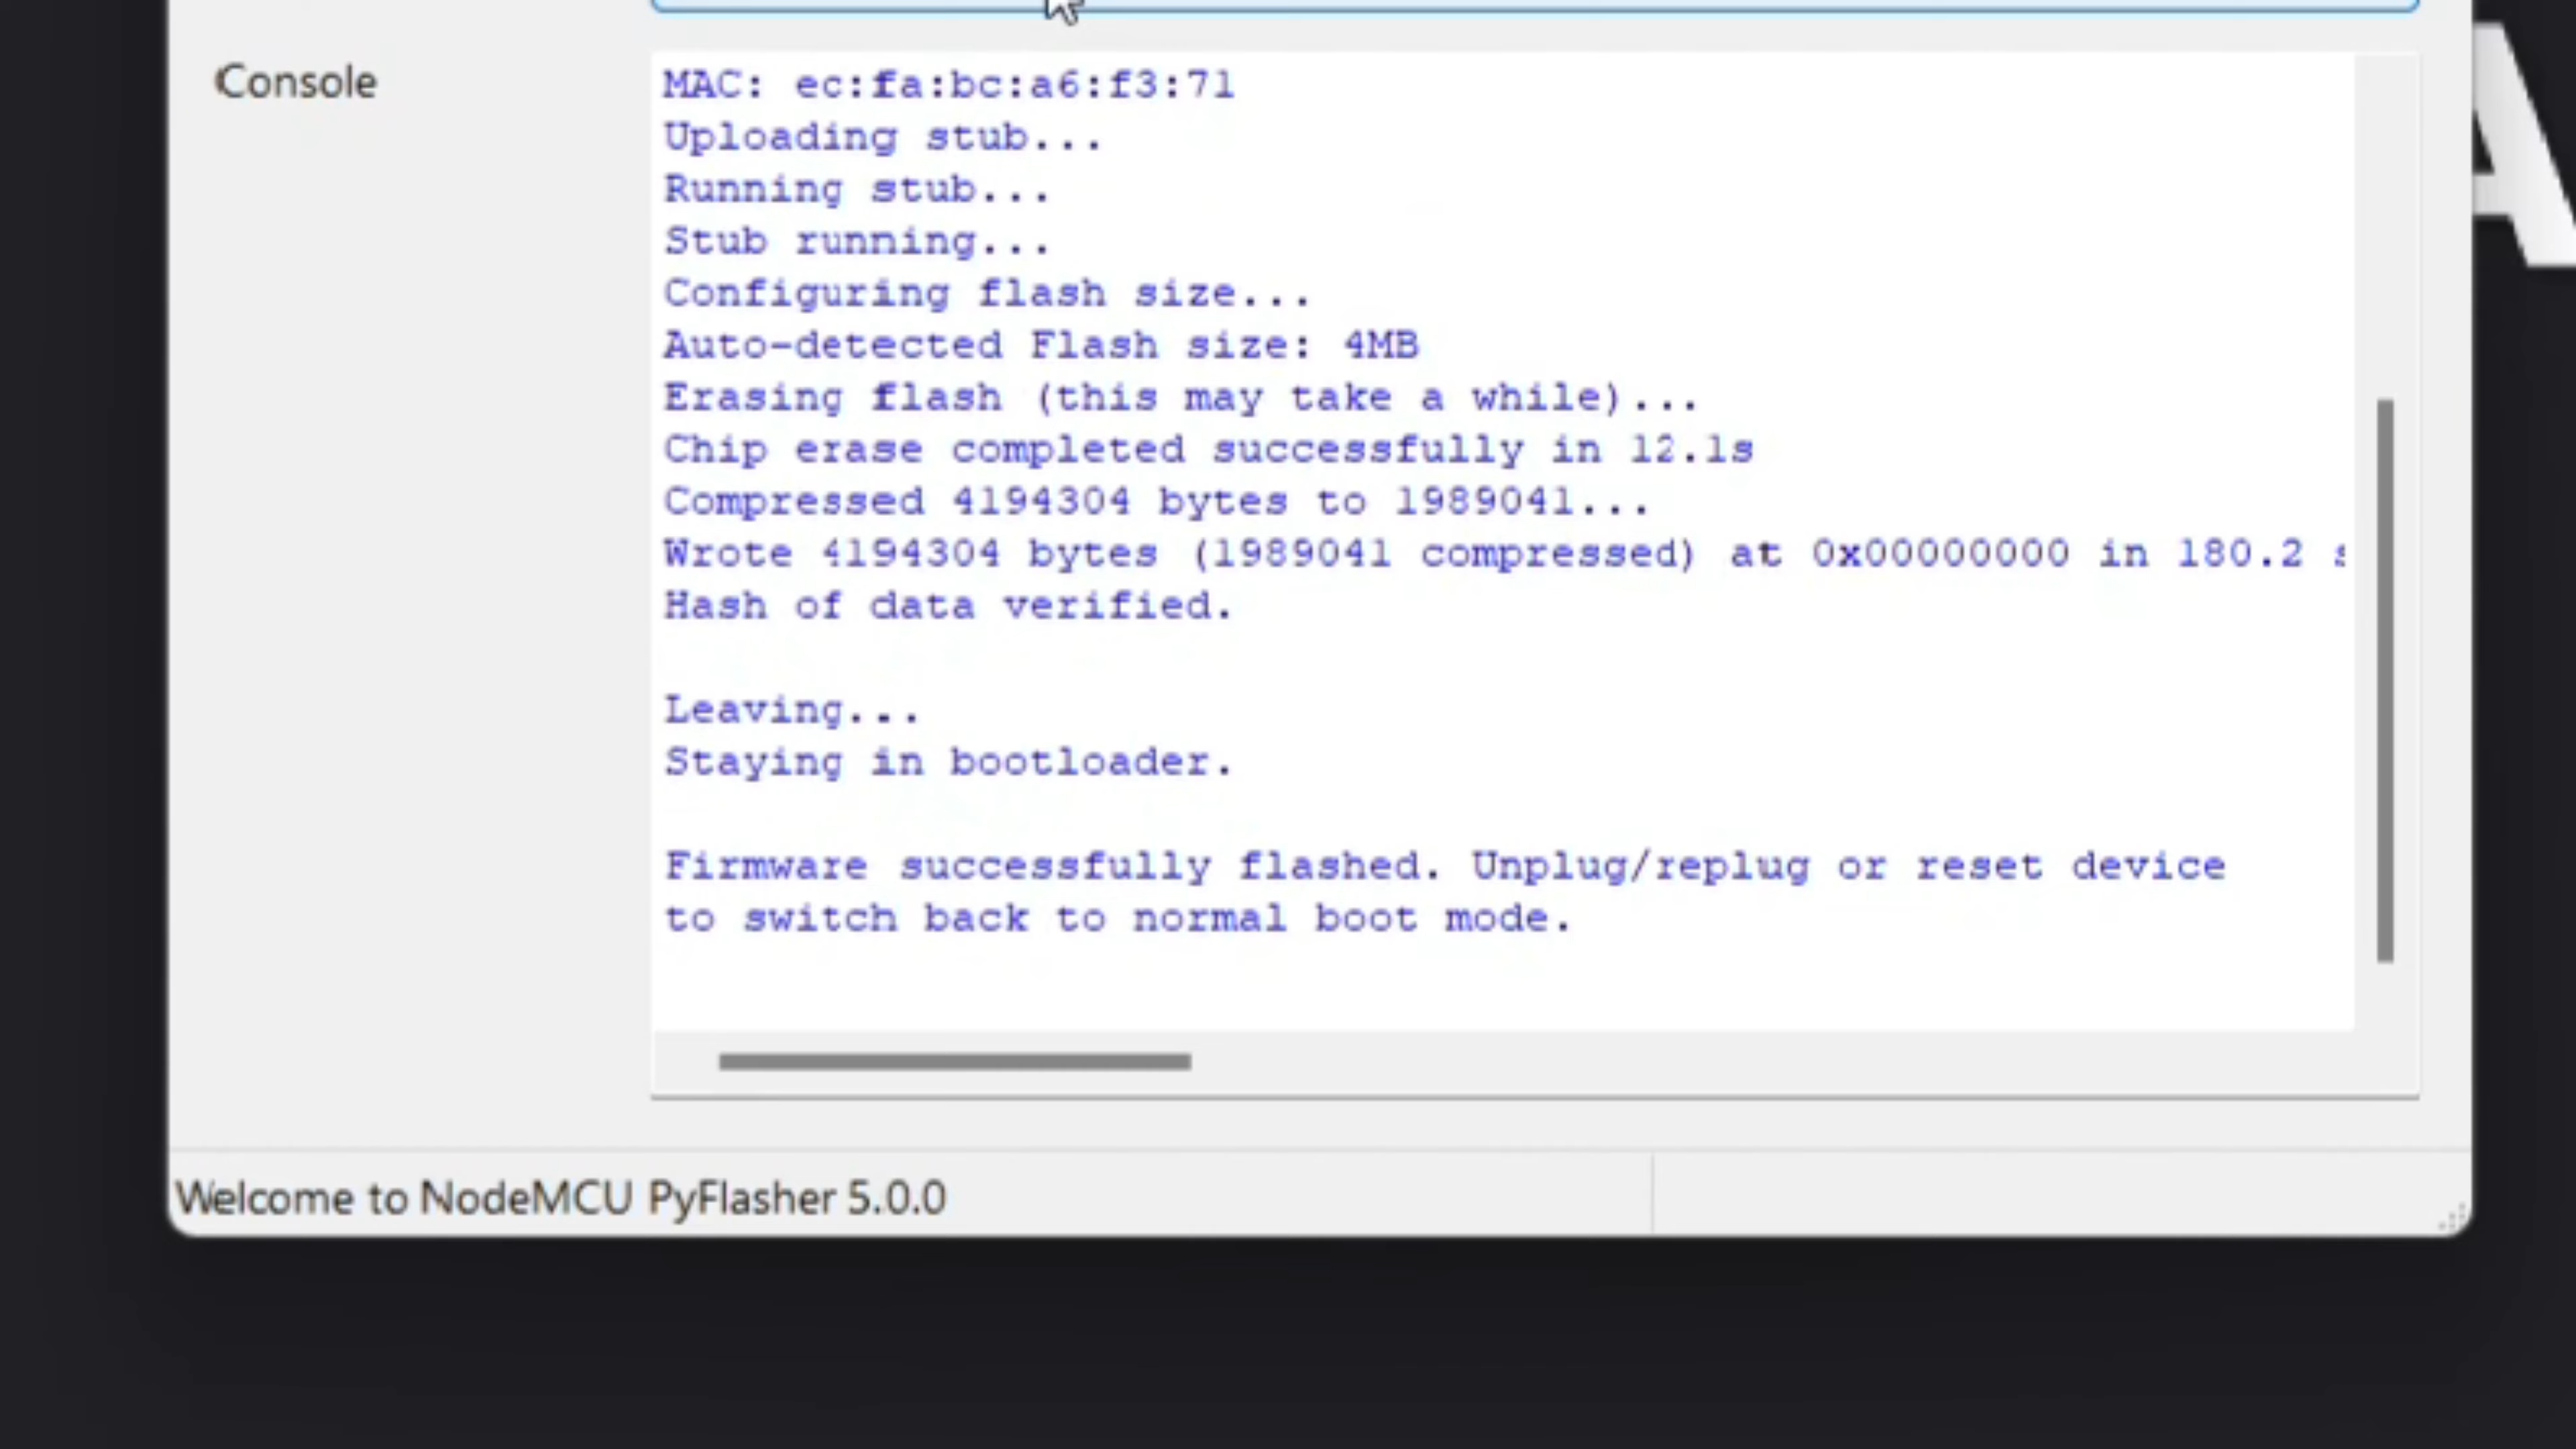 Console
MAC: ec:fa:bc:a6:f3:71
Uploading stub...
Running stub...
Stub running...
Configuring flash size...
Auto-detected Flash size: 4MB
Erasing flash (this may take a while)...
Chip erase completed successfully in 12.1s
Compressed 4194304 bytes to 1989041...
Wrote 4194304 bytes (1989041 compressed) at 0x00000000 in 180.2 s
Hash of data verified.
Leaving...
Staying in bootloader.
Firmware successfully flashed. Unplug/replug or reset device
to switch back to normal boot mode.
Welcome to NodeMCU PyFlasher 5.0.0